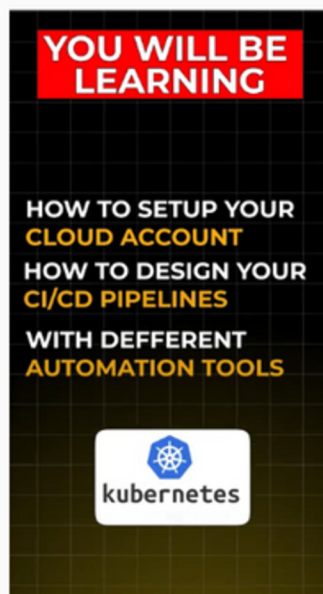 YOU WILL BE
LEARNING
HOW TO SETUP YOUR
CLOUD ACCOUNT
HOW TO DESIGN YOUR
CI/CD PIPELINES
WITH DEFFERENT
AUTOMATION TOOLS
kubernetes